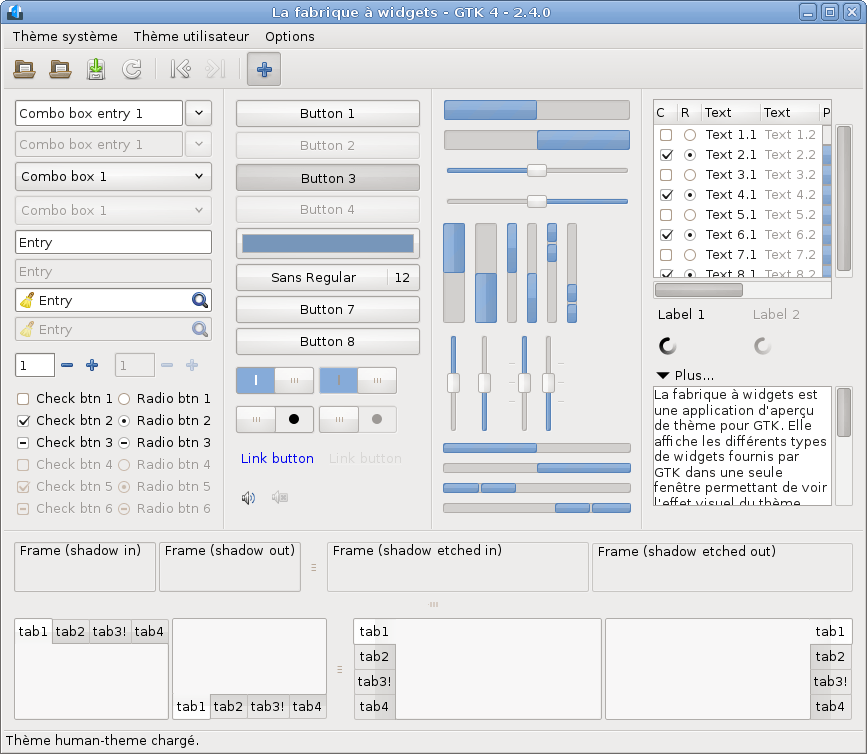 La fabrique à widgets - GTK 4 - 2.4.0
Thème système Thème utilisateur Options
Combo box entry 1
Combo box entry 1
Combo box 1
Combo box 1
Entry
Entry
Entry
Entry
1 1
Check btn 1 Radio btn 1
Check btn 2 Radio btn 2
Check btn 3 Radio btn 3
Check btn 4 Radio btn 4
Check btn 5 Radio btn 5
Check btn 6 Radio btn 6
Button 1
Button 2
Button 3
Button 4
Sans Regular 12
Button 7
Button 8
Link button Link button
C R Text Text P
Text 1.1 Text 1.2
Text 2.1 Text 2.2
Text 3.1 Text 3.2
Text 4.1 Text 4.2
Text 5.1 Text 5.2
Text 6.1 Text 6.2
Text 7.1 Text 7.2
Text 8.1 Text 8.2
Label 1 Label 2
Plus...
La fabrique à widgets est
une application d'aperçu
de thème pour GTK. Elle
affiche les différents types
de widgets fournis par
GTK dans une seule
fenêtre permettant de voir
l'effet visuel du thème
Frame (shadow in) Frame (shadow out) Frame (shadow etched in) Frame (shadow etched out)
tab1 tab2 tab3! tab4
tab1 tab2 tab3! tab4
tab1
tab2
tab3!
tab4
tab1
tab2
tab3!
tab4
Thème human-theme chargé.